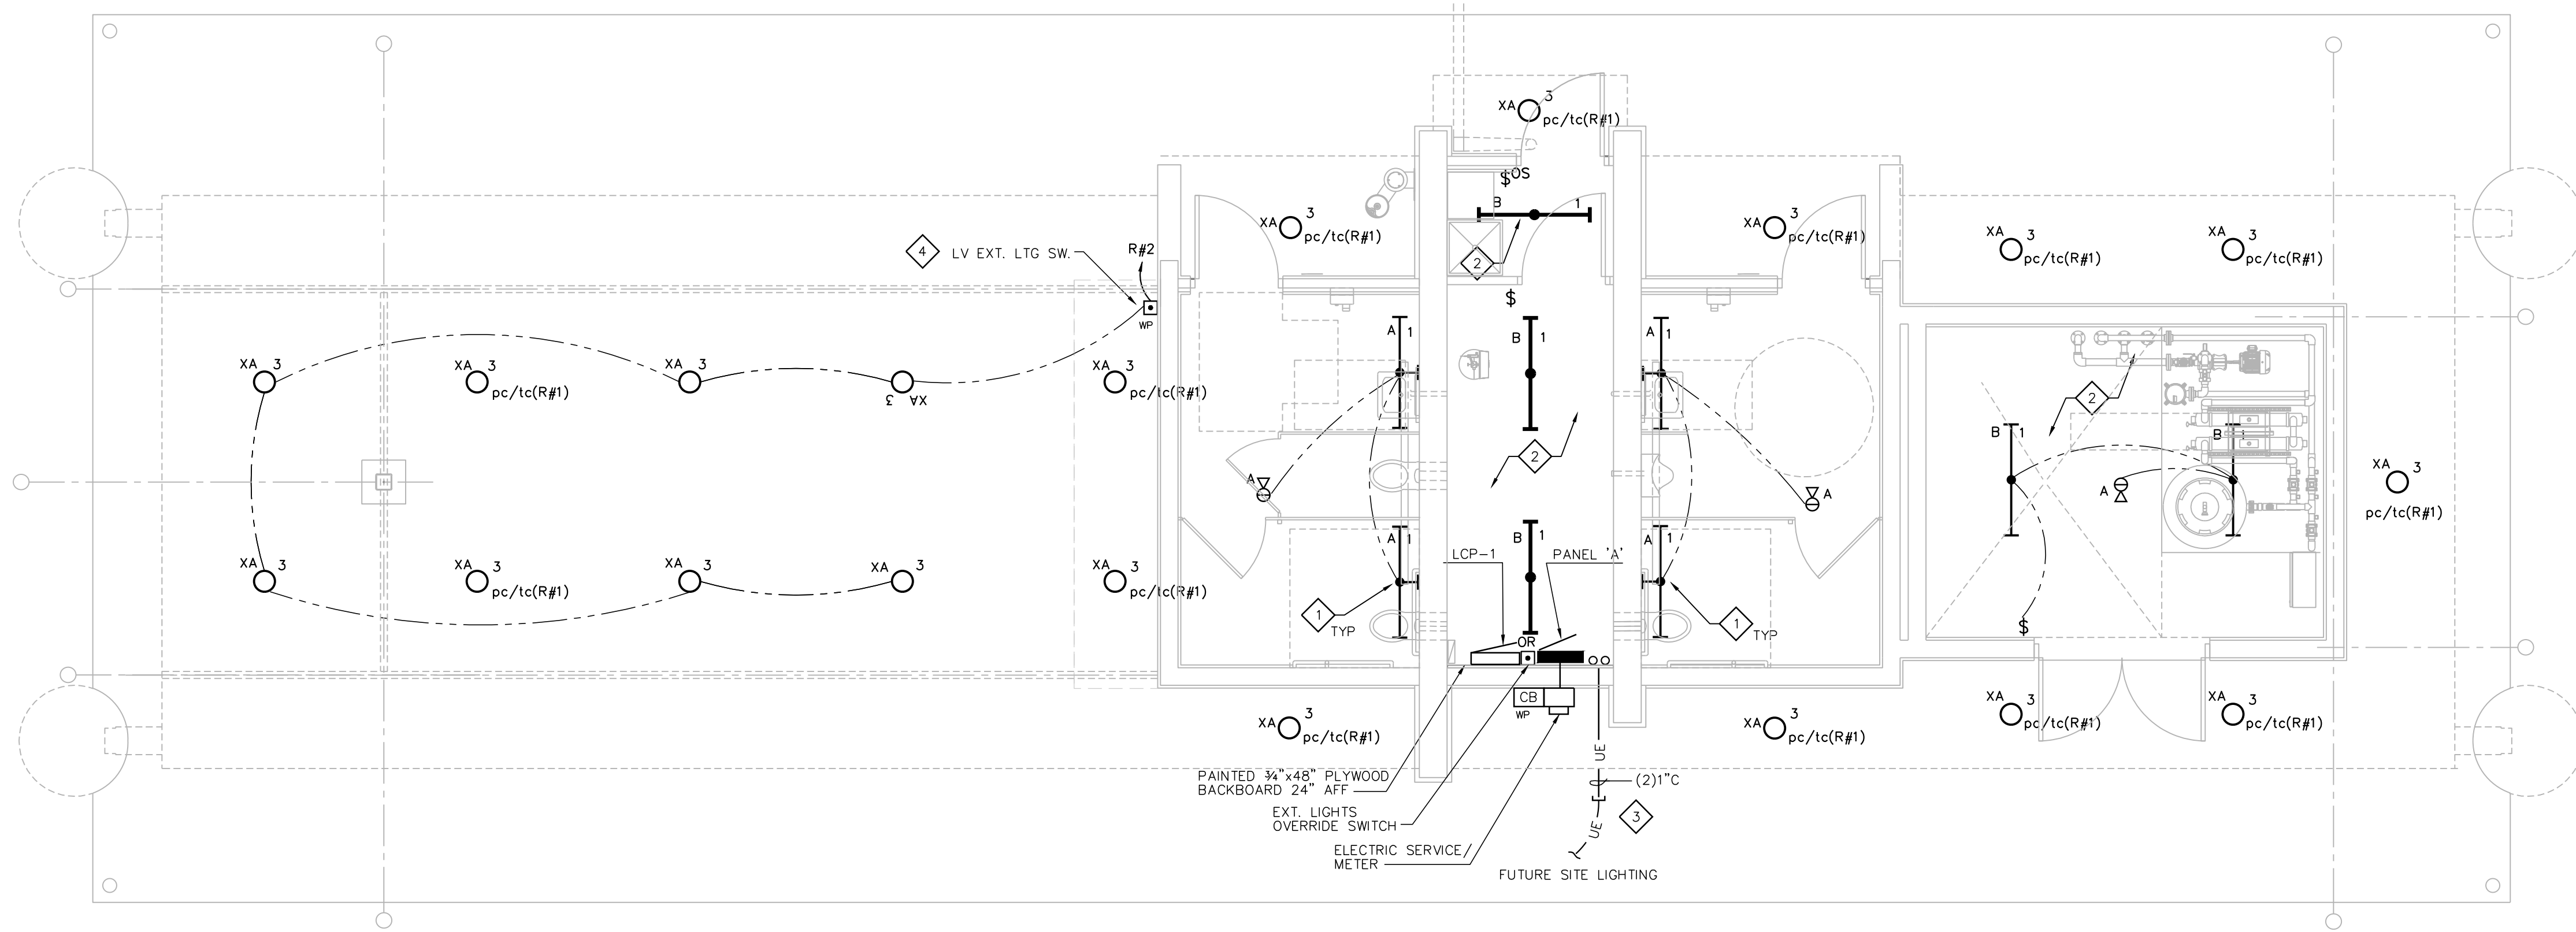 XA 3
pc/tc(R#1)
$OS
B 1
2
XA 3
pc/tc(R#1)
XA 3
pc/tc(R#1)
XA 3
pc/tc(R#1)
XA 3
pc/tc(R#1)
4 LV EXT. LTG SW.
R#2
WP
$
A 1
B 1
A 1
XA 3
XA 3
pc/tc(R#1)
XA 3
XA 3
XA 3
pc/tc(R#1)
2
B 1
B 1
2
A
A
A
XA 3
pc/tc(R#1)
XA 3
XA 3
pc/tc(R#1)
XA 3
XA 3
XA 3
pc/tc(R#1)
A 1
B 1
A 1
LCP-1
PANEL 'A'
1
TYP
1
TYP
$
OR
CB
WP
XA 3
pc/tc(R#1)
XA 3
pc/tc(R#1)
XA 3
pc/tc(R#1)
XA 3
pc/tc(R#1)
UE
(2)1"C
PAINTED ¾"x48" PLYWOOD
BACKBOARD 24" AFF
EXT. LIGHTS
OVERRIDE SWITCH
3
UE
ELECTRIC SERVICE/
METER
FUTURE SITE LIGHTING